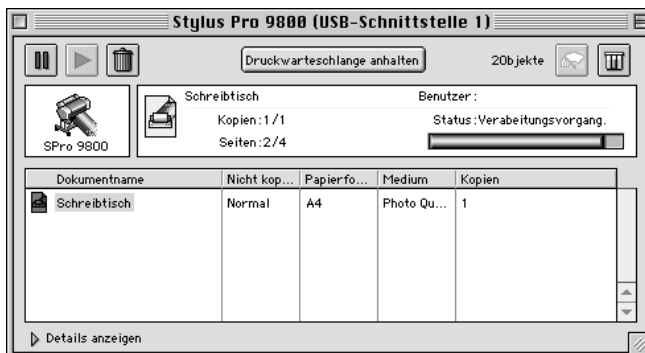 Stylus Pro 9800 (USB-Schnittstelle 1)
Druckwarteschlange anhalten
2Objekte
Schreibtisch
Benutzer:
Kopien:1/1
Status:Verabeitungsvorgang.
Seiten:2/4
SPro 9800
Dokumentname Nicht kop... Papierfo... Medium Kopien
Schreibtisch Normal A4 Photo Qu... 1
Details anzeigen